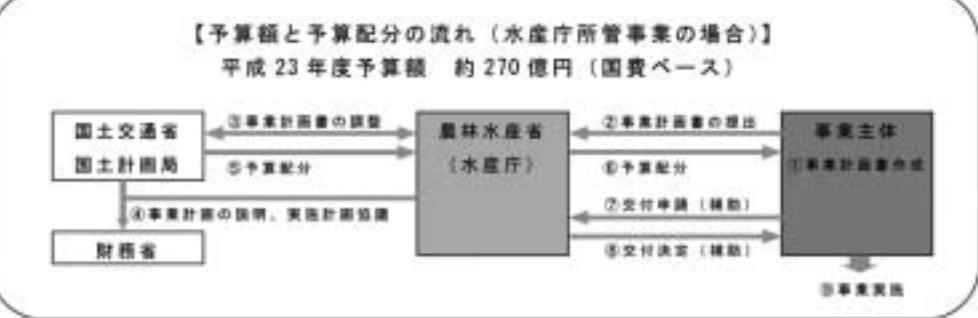 【予算額と予算配分の流れ（水産庁所管事業の場合）】
平成23年度予算額　約270億円（国費ベース）
国土交通省
国土計画局
③事業計画書の調整
⑤予算配分
農林水産省
（水産庁）
②事業計画書の提出
⑥予算配分
事業主体
①事業計画書作成
④事業計画の説明、実施計画協議
財務省
⑦交付申請（補助）
⑧交付決定（補助）
⑨事業実施